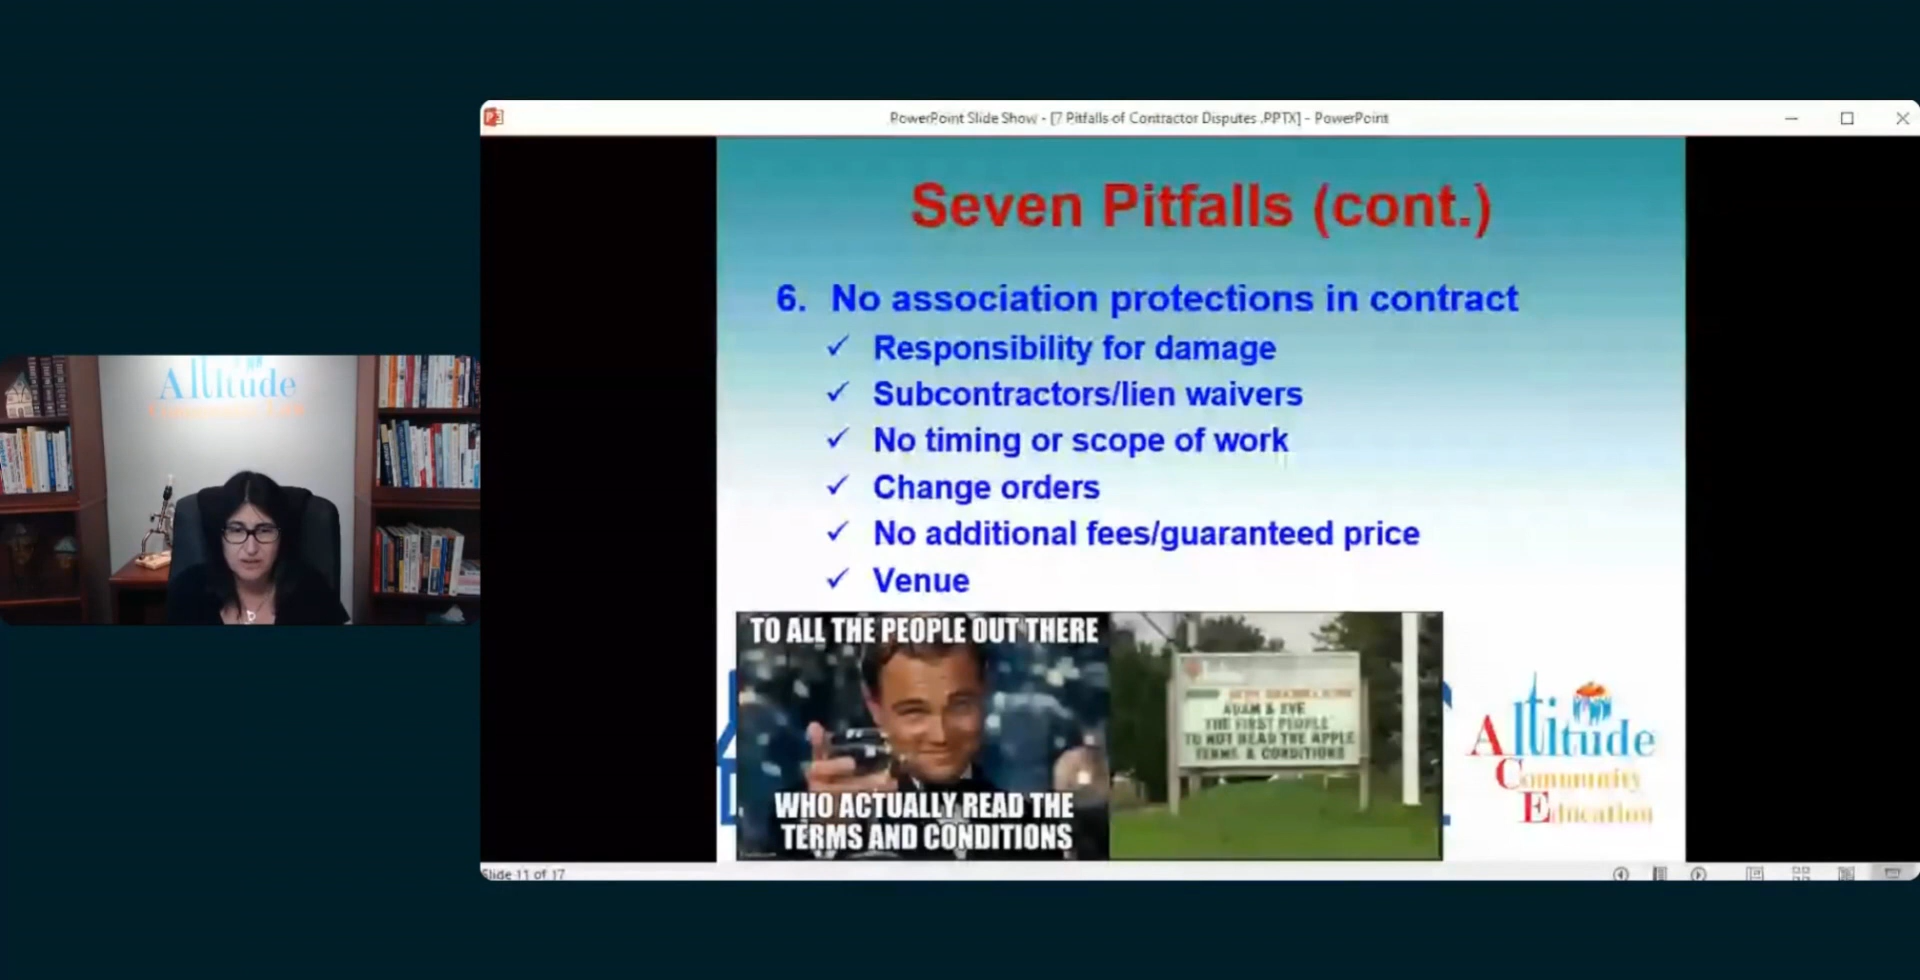 PowerPoint Slide Show - [7 Pitfalls of Contractor Disputes .PPTX] - PowerPoint
Seven Pitfalls (cont.)
6. No association protections in contract
✓ Responsibility for damage
✓ Subcontractors/lien waivers
✓ No timing or scope of work
✓ Change orders
✓ No additional fees/guaranteed price
✓ Venue
Altitude
TO ALL THE PEOPLE OUT THERE
WHO ACTUALLY READ THE
TERMS AND CONDITIONS
ADAM & EVE
THE FIRST PEOPLE
TO NOT READ THE APPLE
TERMS & CONDITIONS
Altitude
Community
Education
Slide 11 of 17